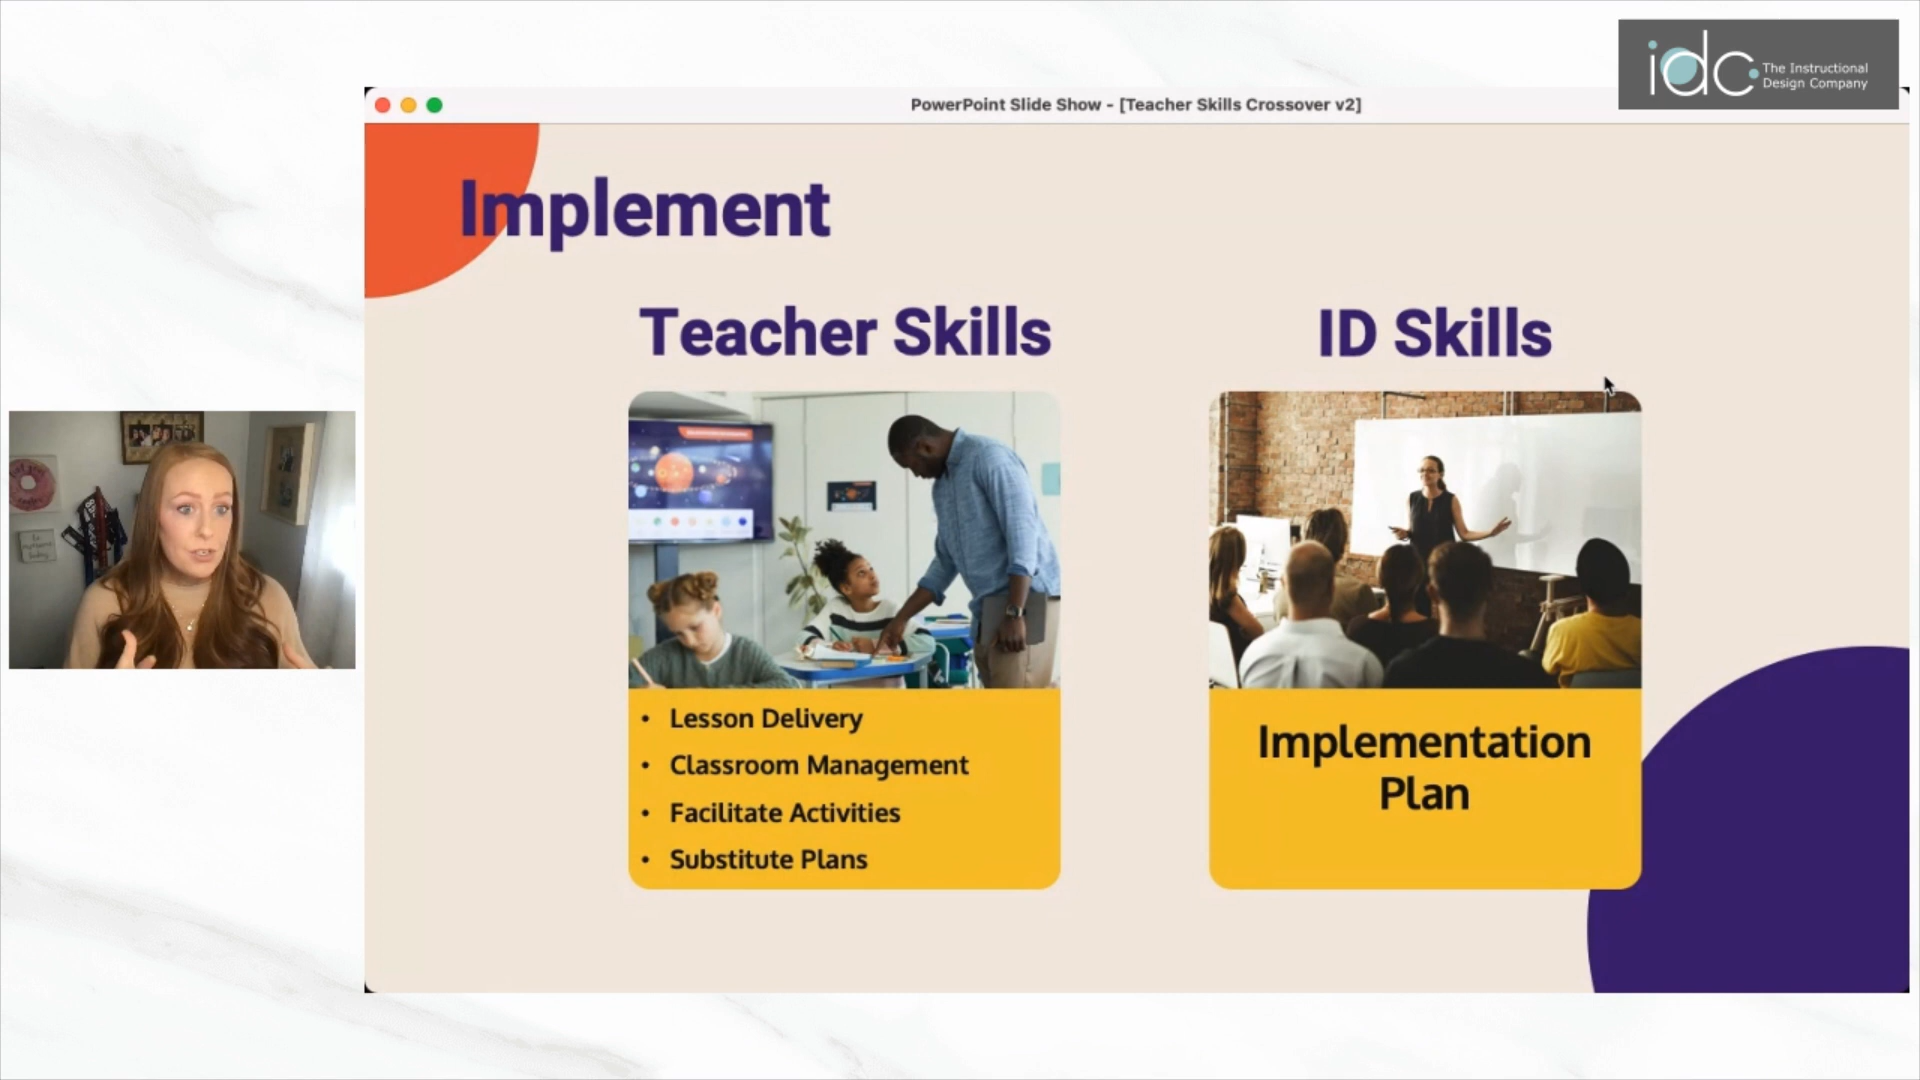 idc The Instructional
Design Company
PowerPoint Slide Show - [Teacher Skills Crossover v2]
Implement
Teacher Skills
ID Skills
• Lesson Delivery
• Classroom Management
• Facilitate Activities
• Substitute Plans
Implementation
Plan